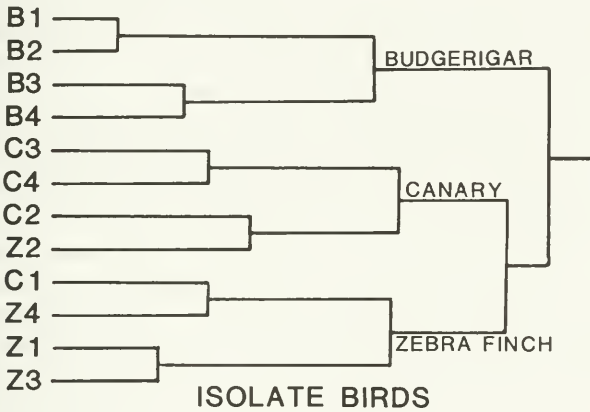 B1
B2
BUDGERIGAR
B3
B4
C3
C4
CANARY
C2
Z2
C1
Z4
Z1
ZEBRA FINCH
Z3
ISOLATE BIRDS